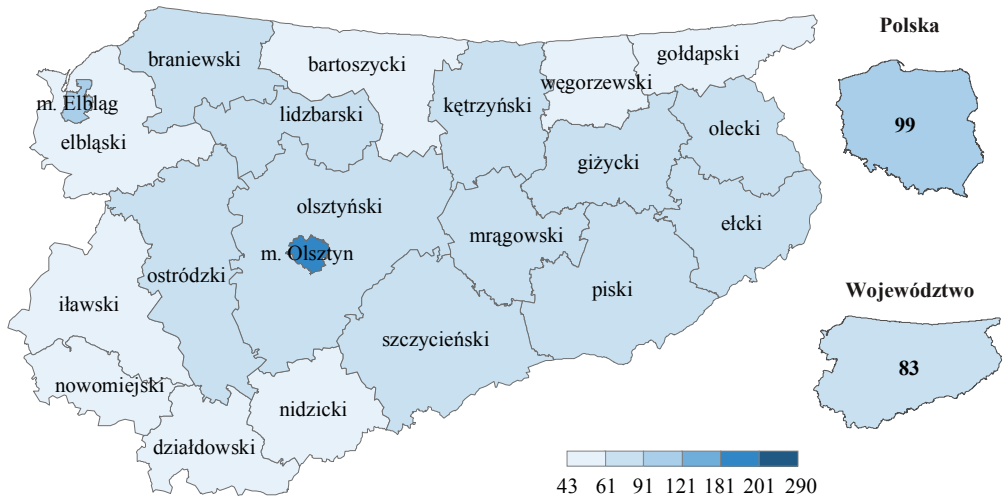 Polska
braniewski
bartoszycki
gołdapski
węgorzewski
m. Elbląg
kętrzyński
lidzbarski
olecki
99
elbląski
giżycki
olsztyński
ełcki
mrągowski
m. Olsztyn
ostródzki
piski
Województwo
iławski
szczycieński
83
nowomiejski
nidzicki
działdowski
43 61 91 121 181 201 290